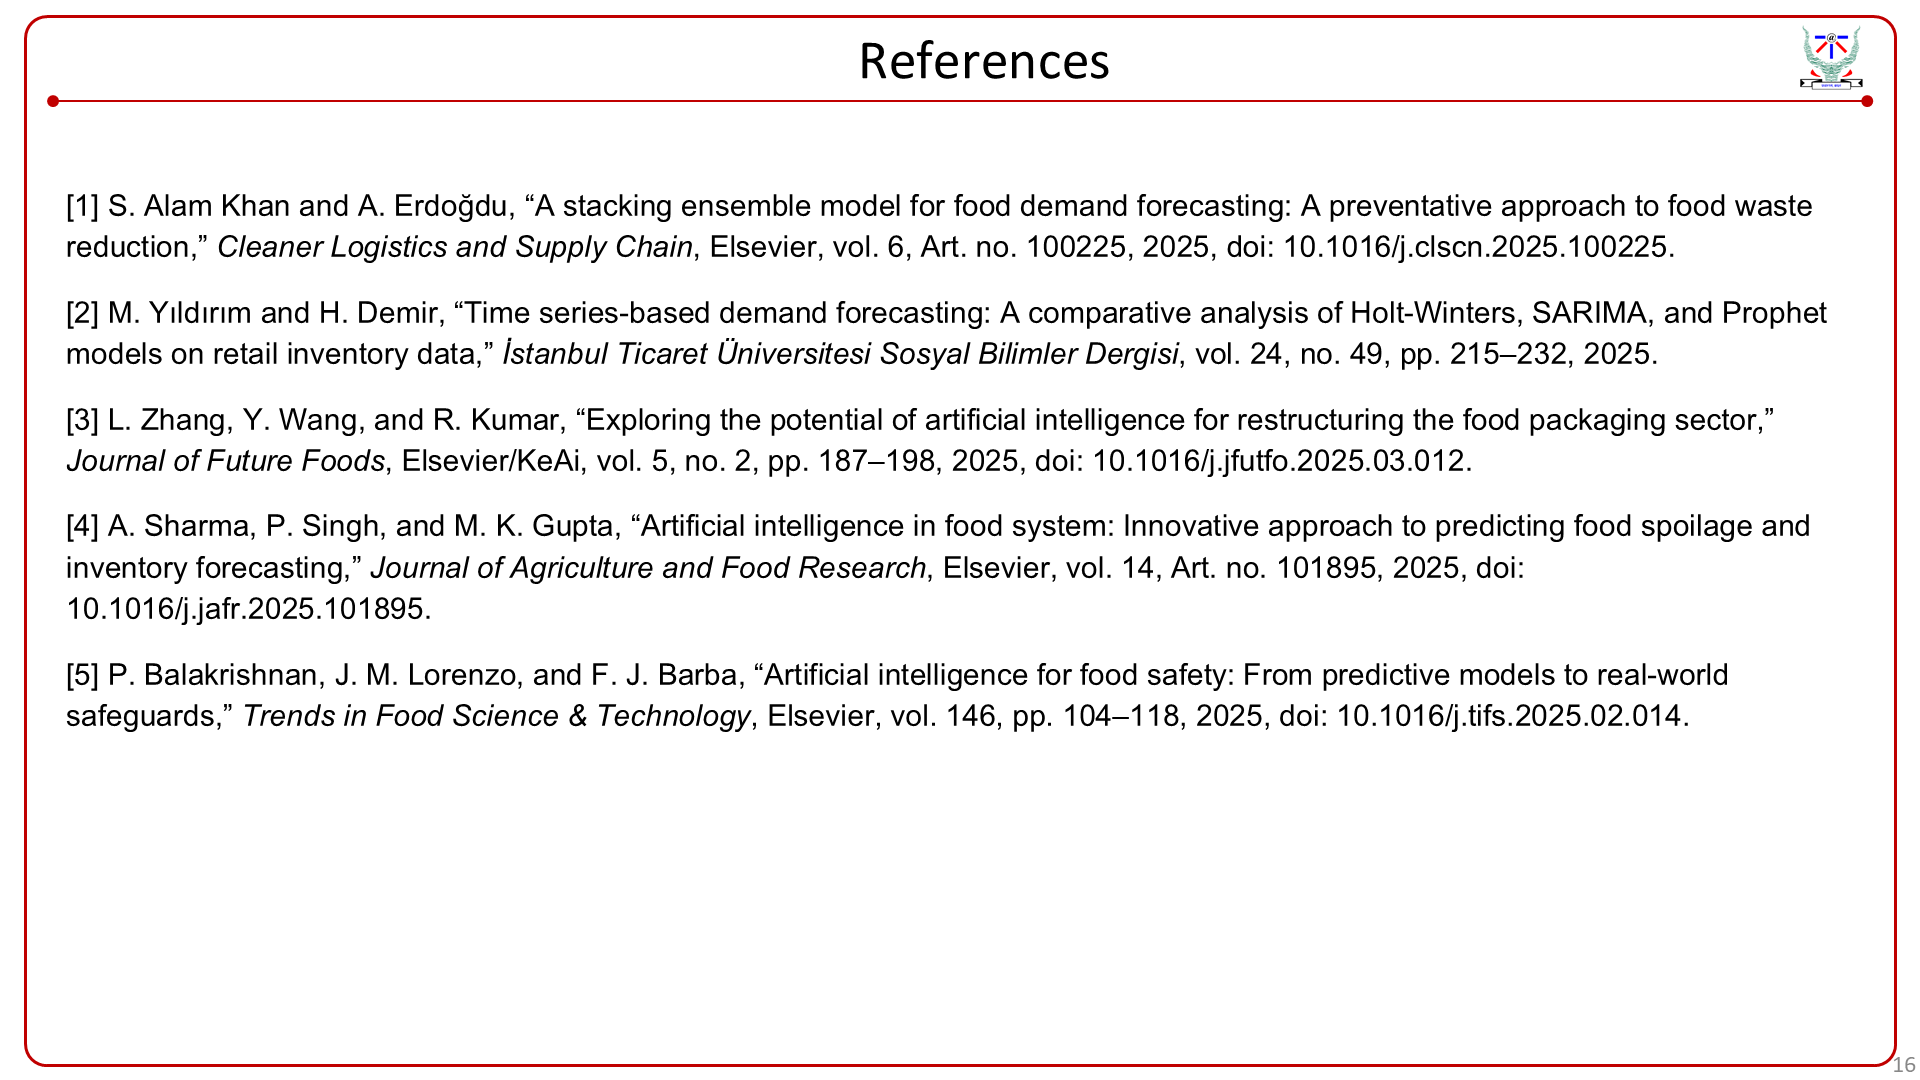 References
[1] S. Alam Khan and A. Erdoğdu, “A stacking ensemble model for food demand forecasting: A preventative approach to food waste
reduction,” Cleaner Logistics and Supply Chain, Elsevier, vol. 6, Art. no. 100225, 2025, doi: 10.1016/j.clscn.2025.100225.
[2] M. Yıldırım and H. Demir, “Time series-based demand forecasting: A comparative analysis of Holt-Winters, SARIMA, and Prophet
models on retail inventory data,” İstanbul Ticaret Üniversitesi Sosyal Bilimler Dergisi, vol. 24, no. 49, pp. 215–232, 2025.
[3] L. Zhang, Y. Wang, and R. Kumar, “Exploring the potential of artificial intelligence for restructuring the food packaging sector,”
Journal of Future Foods, Elsevier/KeAi, vol. 5, no. 2, pp. 187–198, 2025, doi: 10.1016/j.jfutfo.2025.03.012.
[4] A. Sharma, P. Singh, and M. K. Gupta, “Artificial intelligence in food system: Innovative approach to predicting food spoilage and
inventory forecasting,” Journal of Agriculture and Food Research, Elsevier, vol. 14, Art. no. 101895, 2025, doi:
10.1016/j.jafr.2025.101895.
[5] P. Balakrishnan, J. M. Lorenzo, and F. J. Barba, “Artificial intelligence for food safety: From predictive models to real-world
safeguards,” Trends in Food Science & Technology, Elsevier, vol. 146, pp. 104–118, 2025, doi: 10.1016/j.tifs.2025.02.014.
16